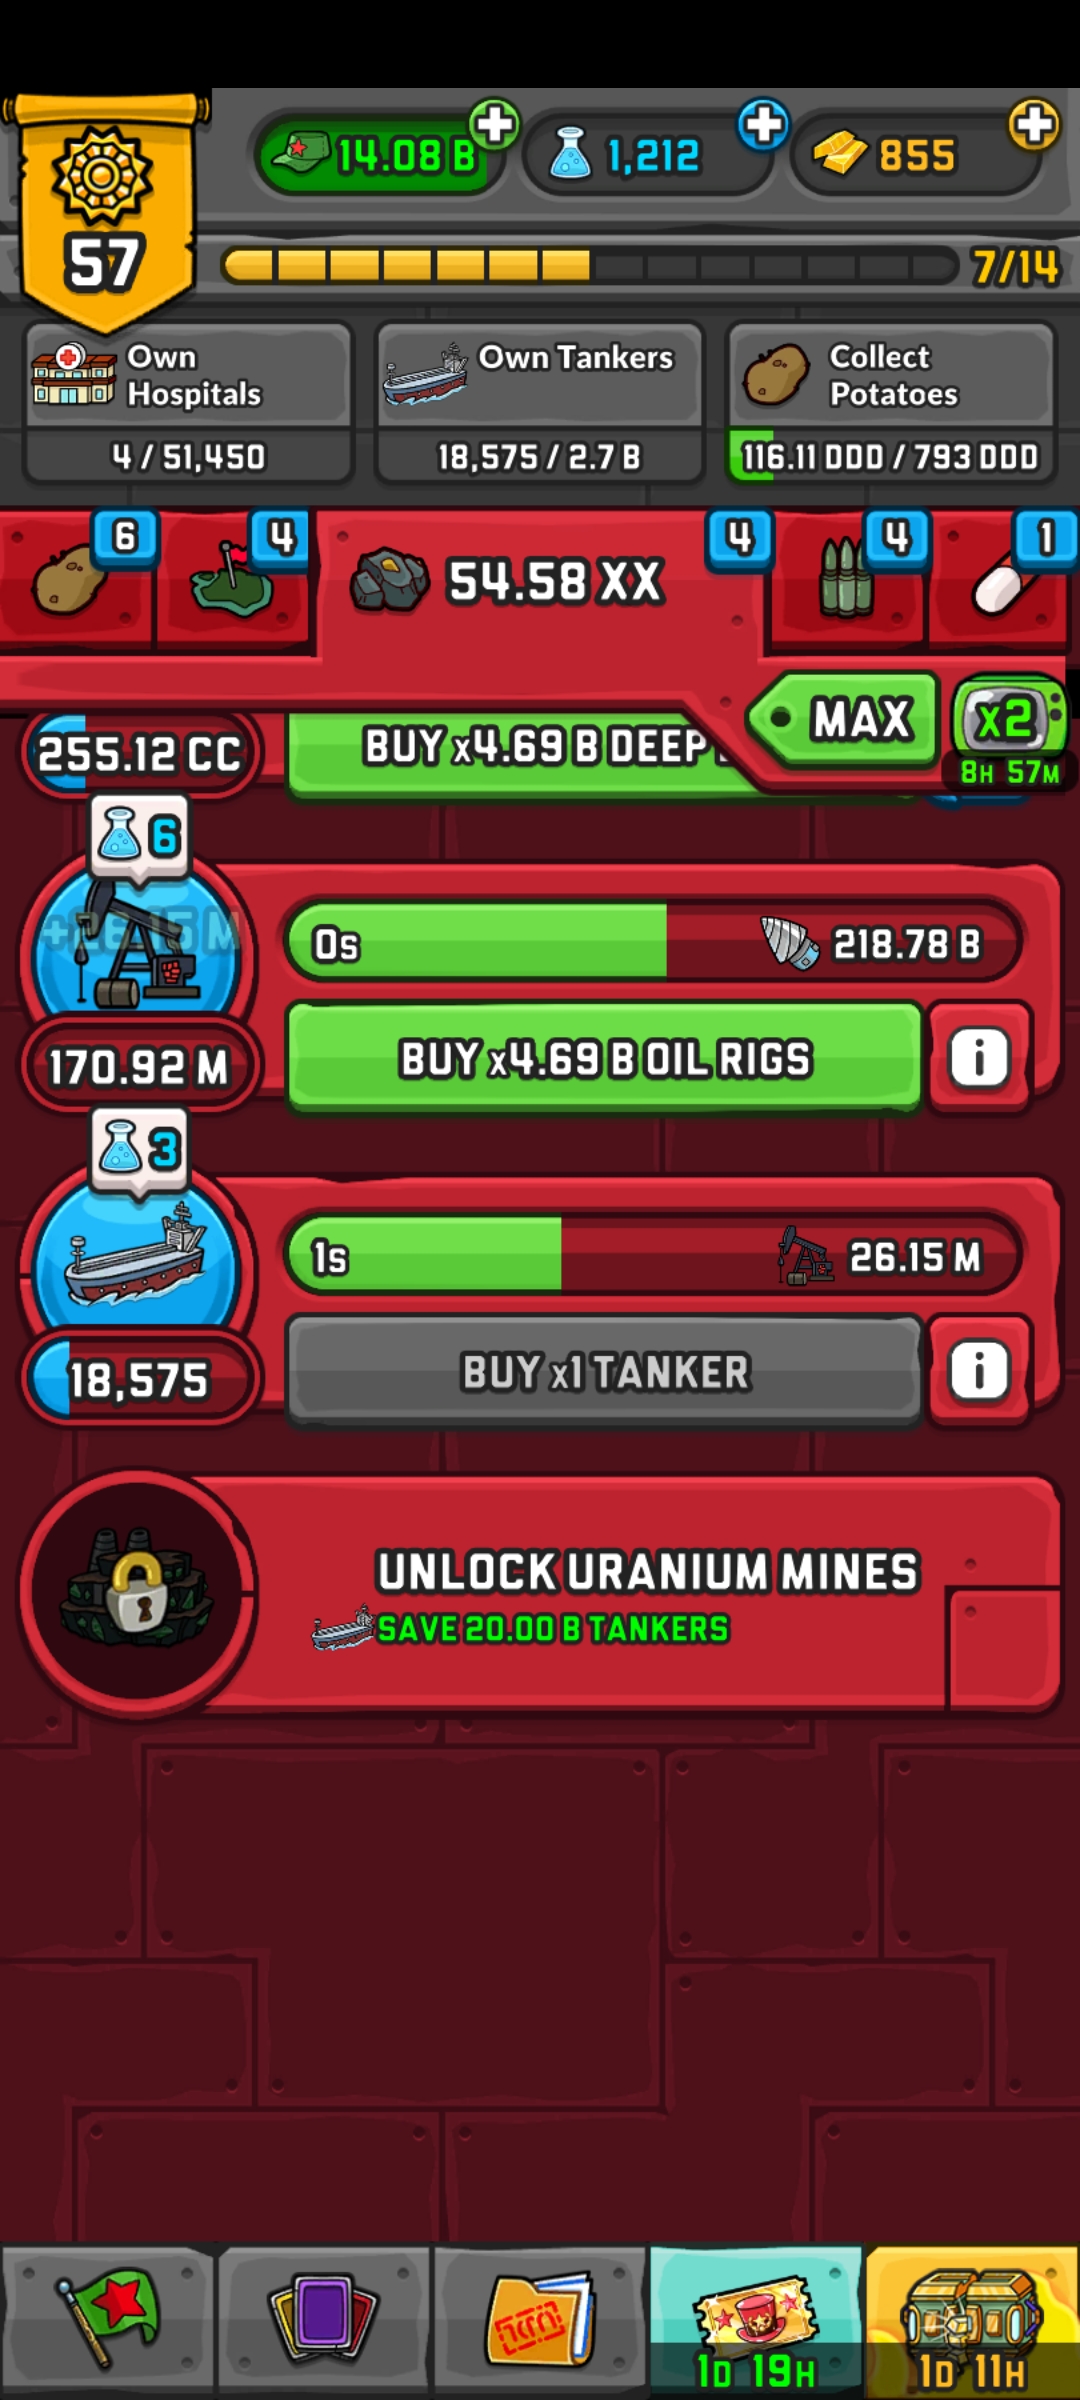 14.08 B
1,212
855
57
7/14
Own
Hospitals
4 / 51,450
Own Tankers
18,575 / 2.7 B
Collect
Potatoes
116.11 DDD / 793 DDD
6
4
54.58 XX
4
4
1
MAX
x2
8H 57M
255.12 CC
BUY x4.69 B DEEP
6
+26.15 M
0s
218.78 B
170.92 M
BUY x4.69 B OIL RIGS
i
3
1s
26.15 M
18,575
BUY x1 TANKER
i
UNLOCK URANIUM MINES
SAVE 20.00 B TANKERS
1D 19H
1D 11H